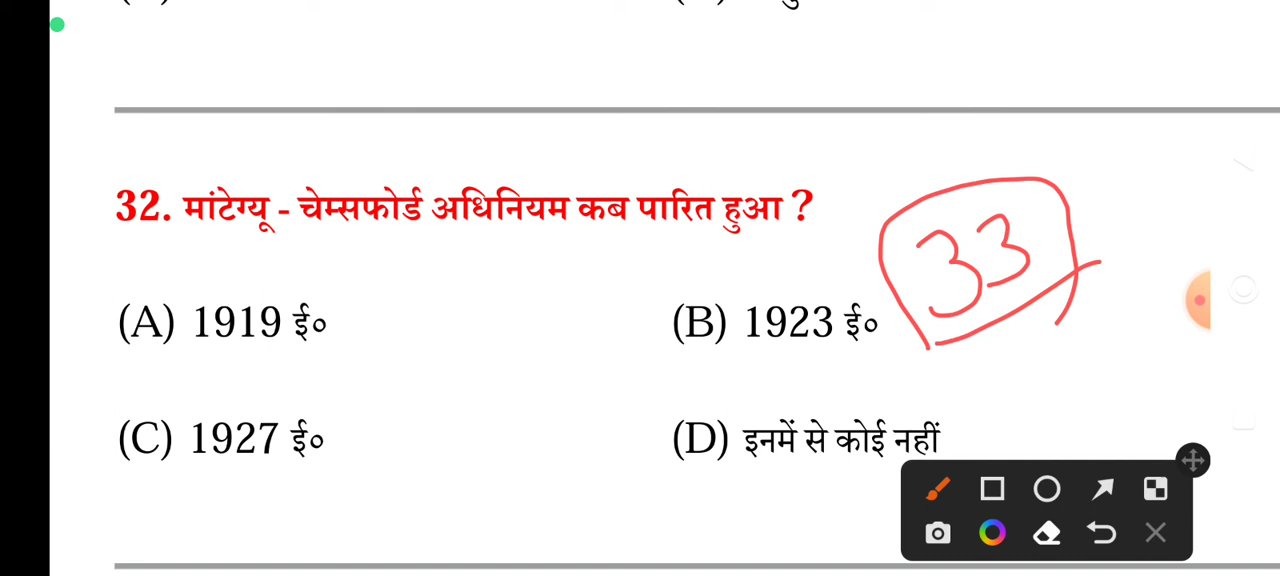 32. मांटेग्यू - चेम्सफोर्ड अधिनियम कब पारित हुआ ?
33
(A) 1919 ई०
(B) 1923 ई०
(C) 1927 ई०
(D) इनमें से कोई नहीं